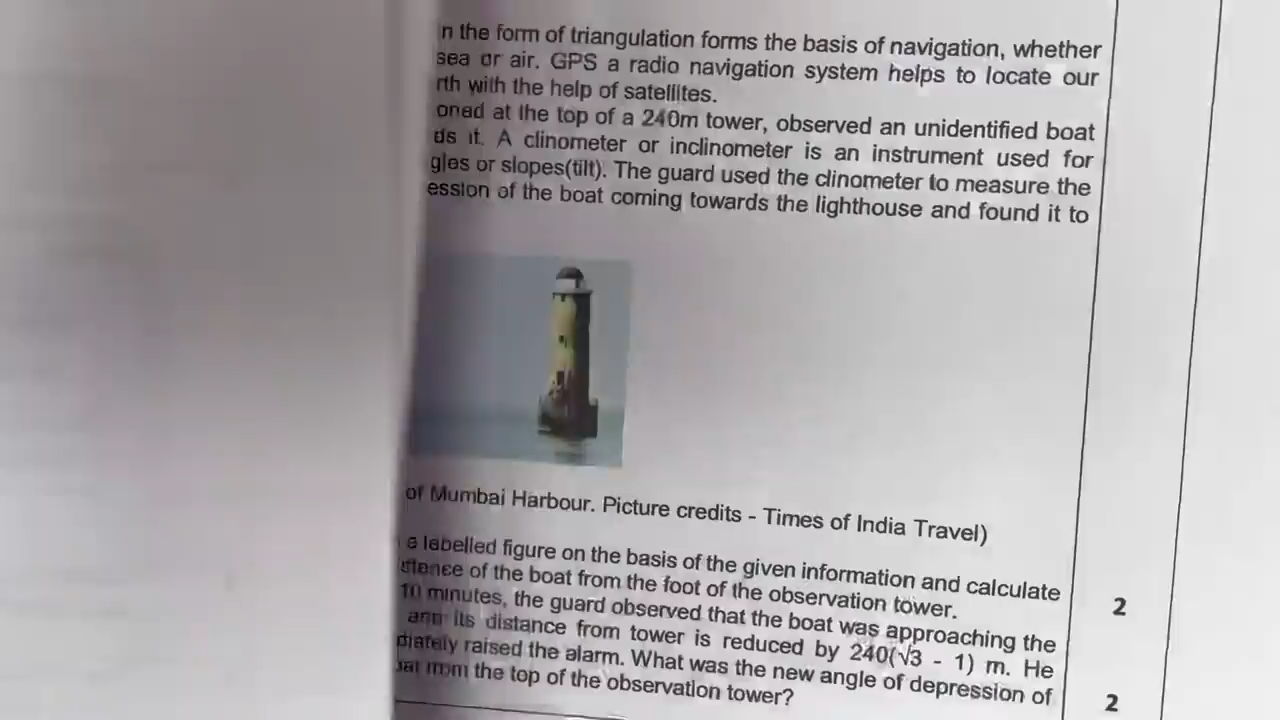 n the form of triangulation forms the basis of navigation, whether
sea or air. GPS a radio navigation system helps to locate our
rth with the help of satellites.
oned at the top of a 240m tower, observed an unidentified boat
ds it. A clinometer or inclinometer is an instrument used for
gles or slopes(tilt). The guard used the clinometer to measure the
ession of the boat coming towards the lighthouse and found it to
of Mumbai Harbour. Picture credits - Times of India Travel)
a labelled figure on the basis of the given information and calculate
stance of the boat from the foot of the observation tower.
2
10 minutes, the guard observed that the boat was approaching the
and its distance from tower is reduced by 240(√3 - 1) m. He
diately raised the alarm. What was the new angle of depression of
oat from the top of the observation tower?
2